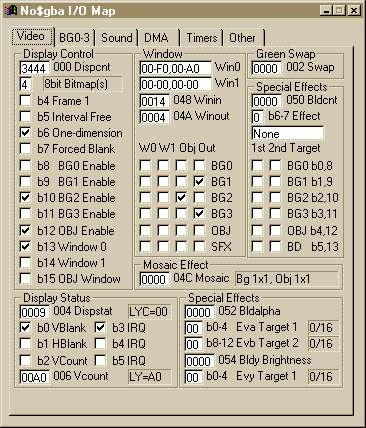 No$gba I/O Map
Video BG0-3 Sound DMA Timers Other
Display Control
3444 000 Dispcnt
4 8bit Bitmap(s)
b4 Frame 1
b5 Interval Free
b6 One-dimension
b7 Forced Blank
b8 BG0 Enable
b9 BG1 Enable
b10 BG2 Enable
b11 BG3 Enable
b12 OBJ Enable
b13 Window 0
b14 Window 1
b15 OBJ Window
Window
00-F0,00-A0 Win0
00-00,00-00 Win1
0014 048 Winin
0004 04A Winout
W0 W1 Obj Out
BG0
BG1
BG2
BG3
OBJ
SFX
Green Swap
0000 002 Swap
Special Effects
0000 050 Bldcnt
0 b6-7 Effect
None
1st 2nd Target
BG0 b0,8
BG1 b1,9
BG2 b2,10
BG3 b3,11
OBJ b4,12
BD b5,13
Mosaic Effect
0000 04C Mosaic Bg 1x1, Obj 1x1
Display Status
0009 004 Dispstat LYC=00
b0 VBlank b3 IRQ
b1 HBlank b4 IRQ
b2 VCount b5 IRQ
00A0 006 Vcount LY=A0
Special Effects
0000 052 Bldalpha
00 b0-4 Eva Target 1 0/16
00 b8-12 Evb Target 2 0/16
0000 054 Bldy Brightness
00 b0-4 Evy Target 1 0/16